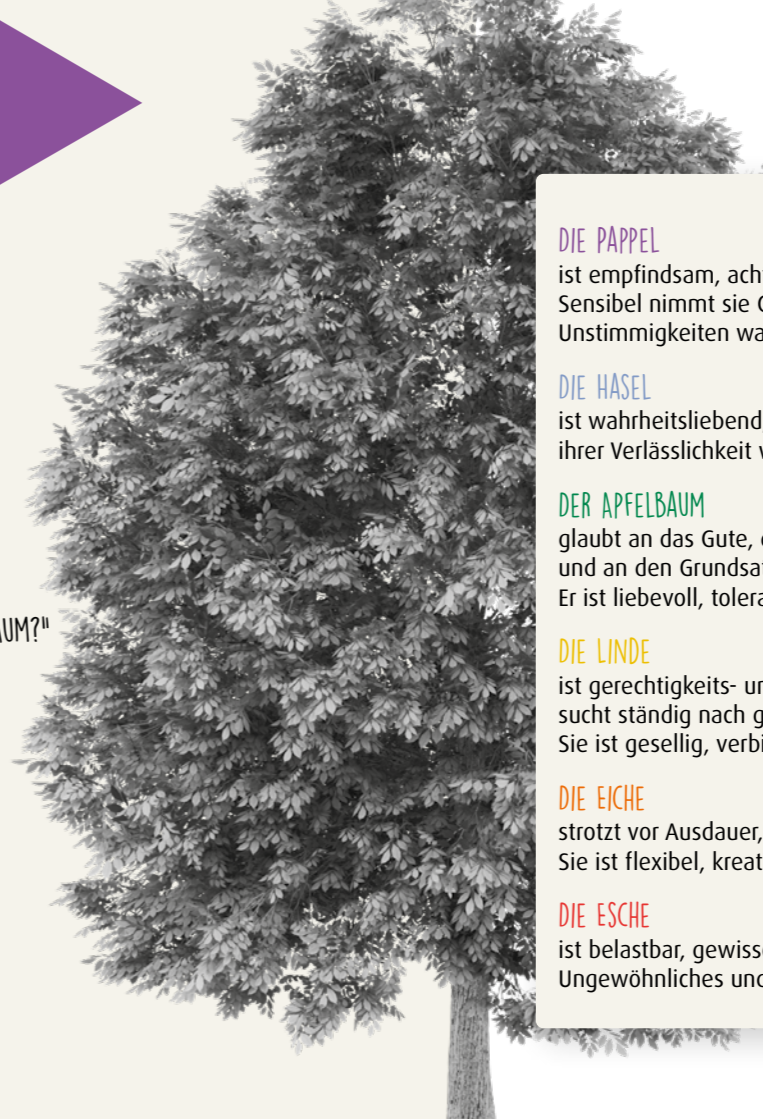 UM?"
DIE PAPPEL
ist empfindsam, ach
Sensibel nimmt sie
Unstimmigkeiten wa
DIE HASEL
ist wahrheitsliebend,
ihrer Verlässlichkeit
DER APFELBAUM
glaubt an das Gute,
und an den Grundsa
Er ist liebevoll, tolera
DIE LINDE
ist gerechtigkeits- u
sucht ständig nach g
Sie ist gesellig, verbi
DIE EICHE
strotzt vor Ausdauer,
Sie ist flexibel, kreat
DIE ESCHE
ist belastbar, gewiss
Ungewöhnliches und